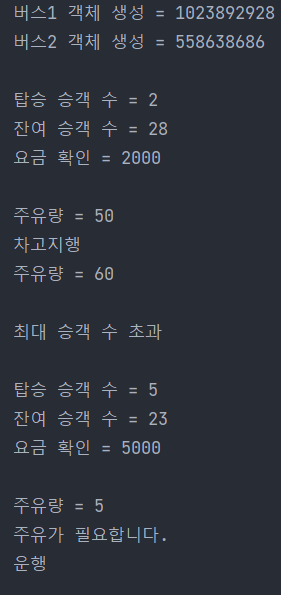 버스1 객체 생성 = 1023892928
버스2 객체 생성 = 558638686
탑승 승객 수 = 2
잔여 승객 수 = 28
요금 확인 = 2000
주유량 = 50
차고지행
주유량 = 60
최대 승객 수 초과
탑승 승객 수 = 5
잔여 승객 수 = 23
요금 확인 = 5000
주유량 = 5
주유가 필요합니다.
운행